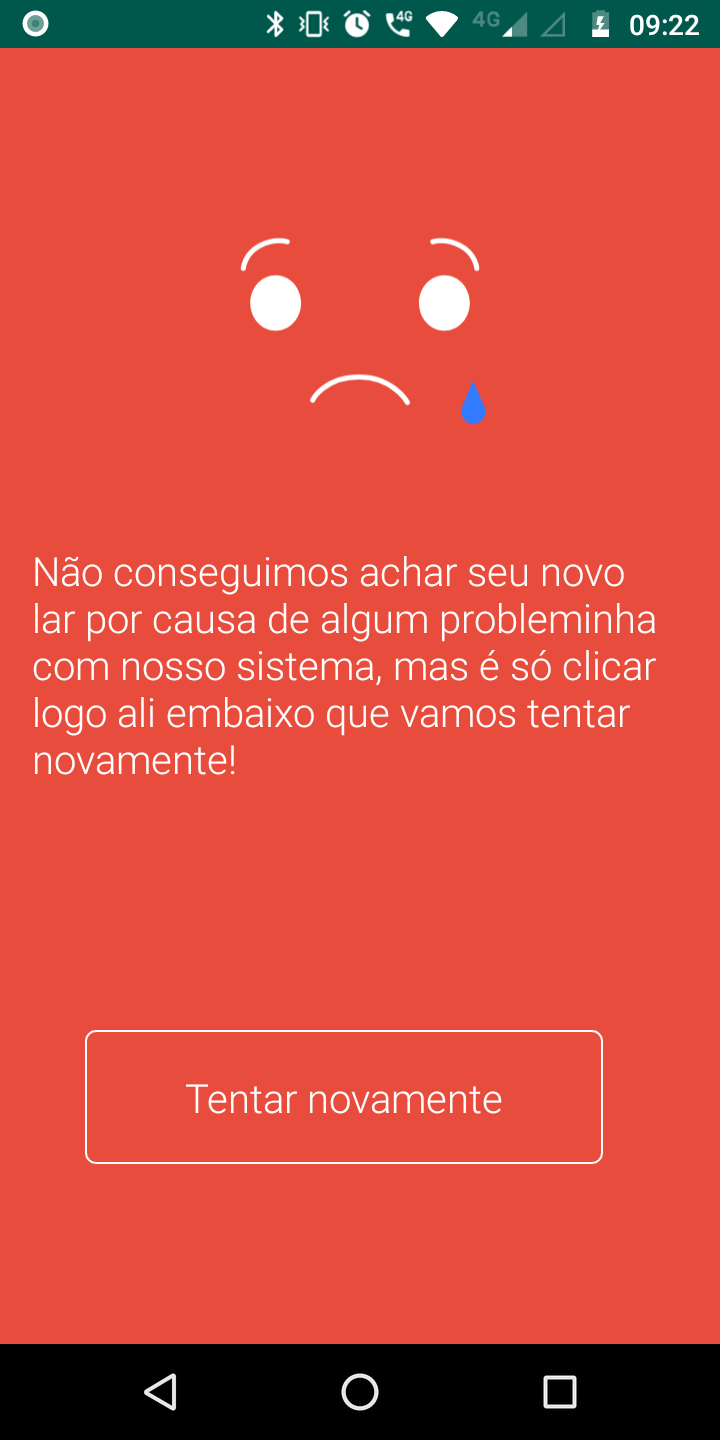 4G
4G
09:22
Não conseguimos achar seu novo
lar por causa de algum probleminha
com nosso sistema, mas é só clicar
logo ali embaixo que vamos tentar
novamente!
Tentar novamente